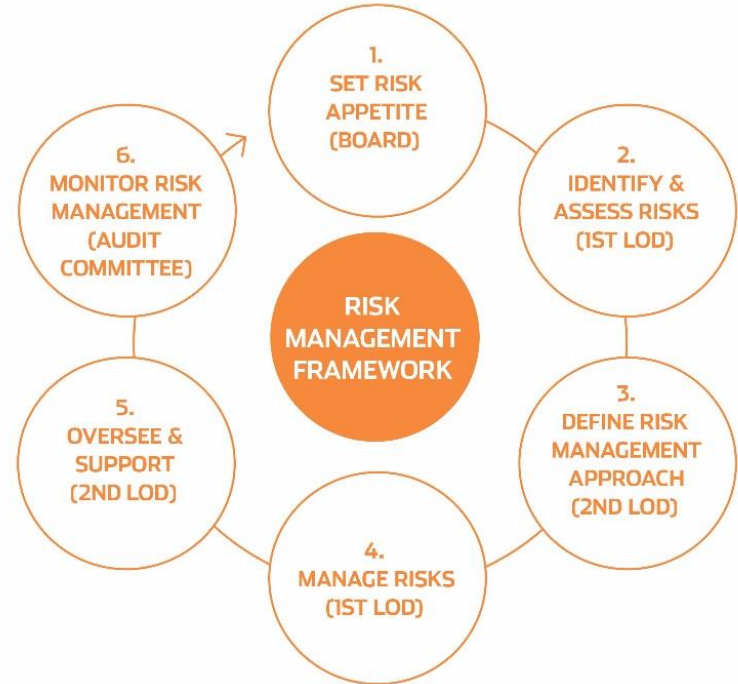 1.
SET RISK
APPETITE
(BOARD)
2.
IDENTIFY &
ASSESS RISKS
(1ST LOD)
3.
DEFINE RISK
MANAGEMENT
APPROACH
(2ND LOD)
4.
MANAGE RISKS
(1ST LOD)
5.
OVERSEE &
SUPPORT
(2ND LOD)
6.
MONITOR RISK
MANAGEMENT
(AUDIT
COMMITTEE)
RISK
MANAGEMENT
FRAMEWORK